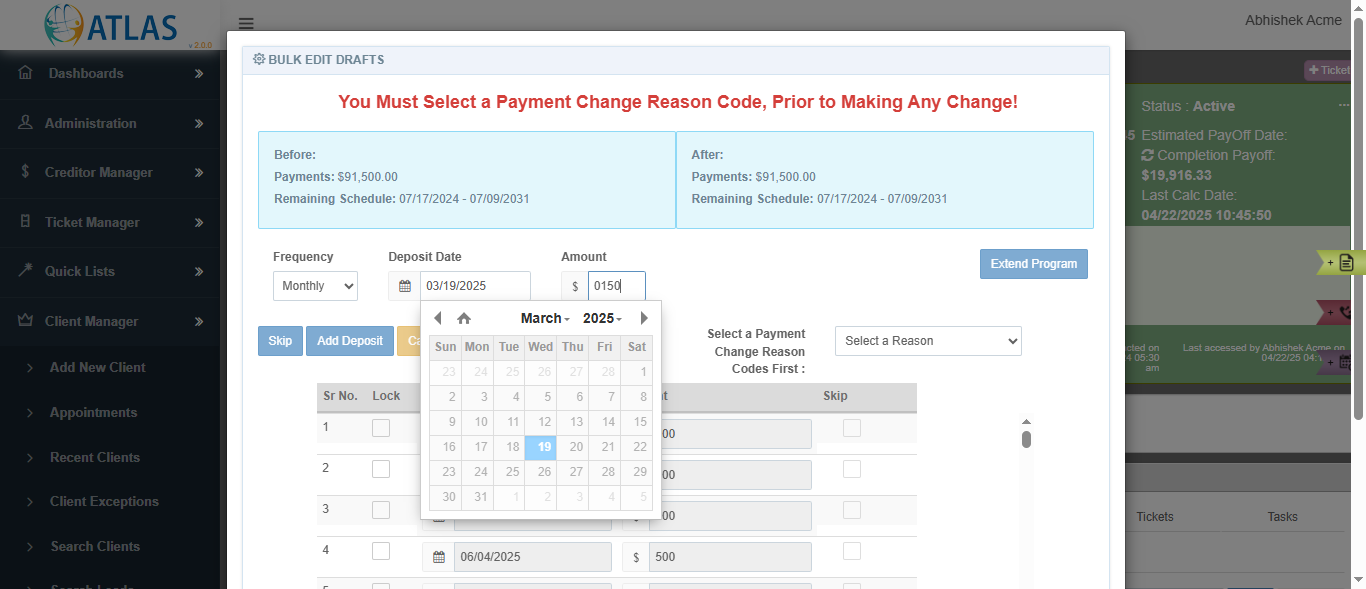 ATLAS
v 2.0.0
Abhishek Acme
Dashboards
Administration
Creditor Manager
Ticket Manager
Quick Lists
Client Manager
Add New Client
Appointments
Recent Clients
Client Exceptions
Search Clients
BULK EDIT DRAFTS
You Must Select a Payment Change Reason Code, Prior to Making Any Change!
Before:
Payments: $91,500.00
Remaining Schedule: 07/17/2024 - 07/09/2031
After:
Payments: $91,500.00
Remaining Schedule: 07/17/2024 - 07/09/2031
Frequency
Deposit Date
Amount
Monthly
03/19/2025
$ 0150
Extend Program
Skip
Add Deposit
Select a Payment
Change Reason
Codes First :
Select a Reason
March 2025
Sun Mon Tue Wed Thu Fri Sat
23 24 25 26 27 28 1
2 3 4 5 6 7 8
9 10 11 12 13 14 15
16 17 18 19 20 21 22
23 24 25 26 27 28 29
30 31 1 2 3 4 5
Sr No. Lock Skip
1 00
2 00
3 00
4 06/04/2025 $ 500
5
+ Ticket
Status : Active
5 Estimated PayOff Date:
Completion Payoff:
$19,916.33
Last Calc Date:
04/22/2025 10:45:50
cted on
4 05:30
am
Last accessed by Abhishek Acme on
04/22/25
Tickets
Tasks